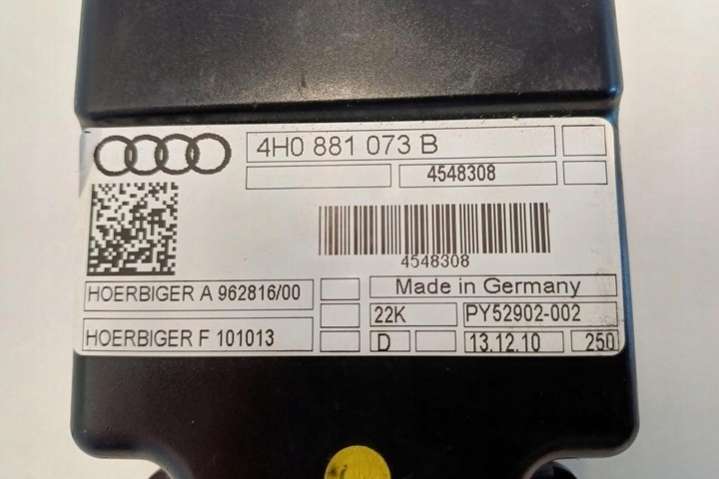 4H0 881 073 B
4548308
4548308
HOERBIGER A 962816/00
Made in Germany
22K PY52902-002
HOERBIGER F 101013
D 13.12.10 250